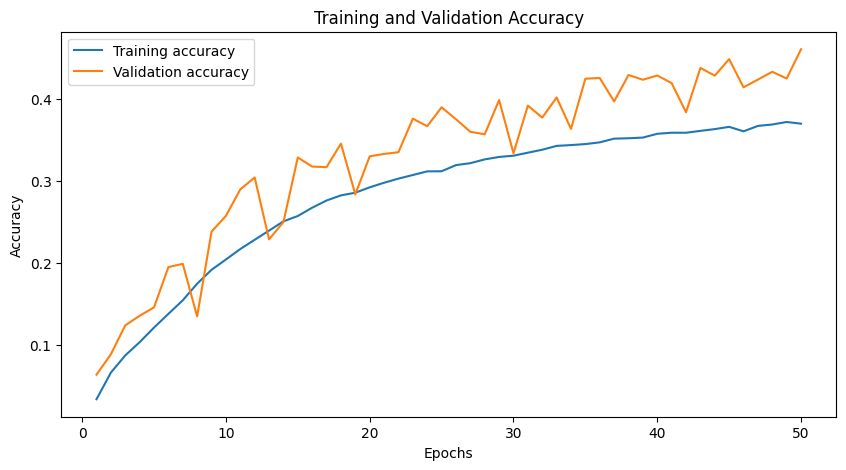 Training and Validation Accuracy
Training accuracy
Validation accuracy
Accuracy
0.4
0.3
0.2
0.1
0 10 20 30 40 50
Epochs